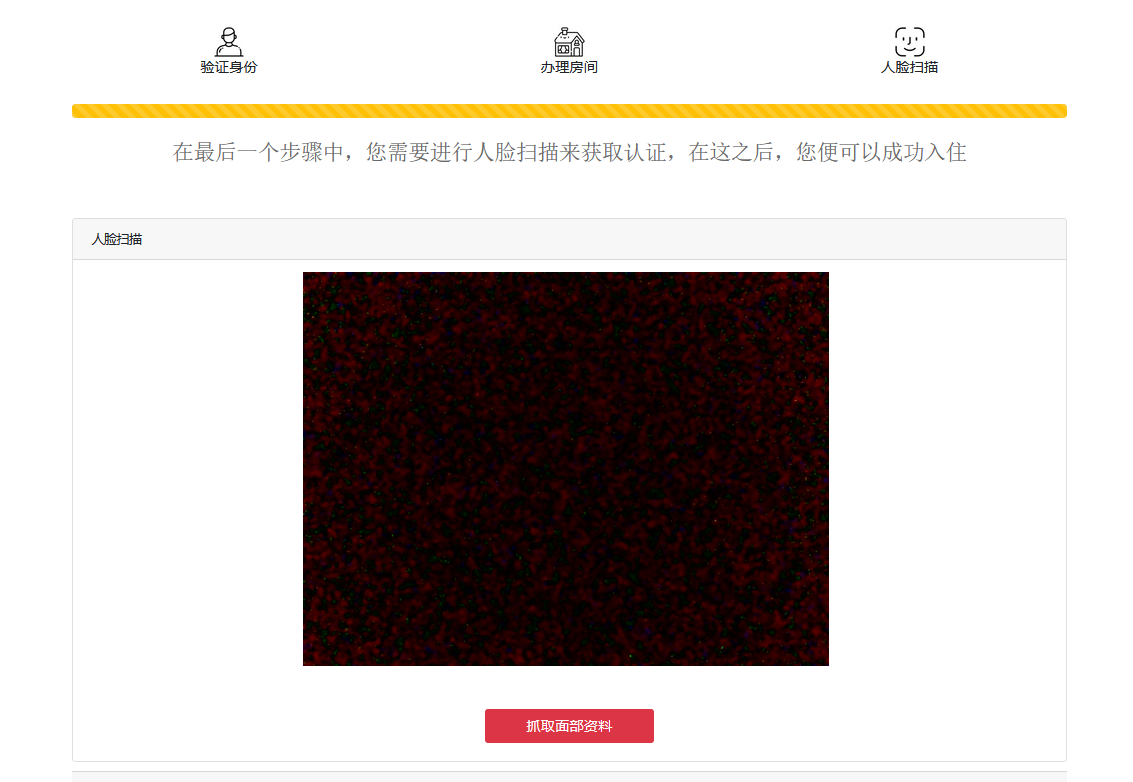 验证身份
办理房间
人脸扫描
在最后一个步骤中，您需要进行人脸扫描来获取认证，在这之后，您便可以成功入住
人脸扫描
抓取面部资料